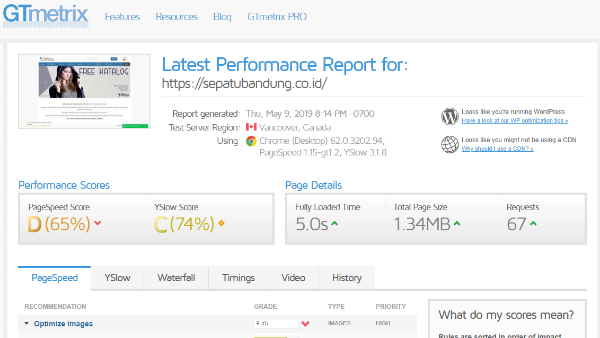 GTmetrix
Features Resources Blog GTmetrix PRO
Latest Performance Report for:
https://sepatubandung.co.id/
FREE KATALOG
Report generated: Thu, May 9, 2019 8:14 PM -0700
Test Server Region: Vancouver, Canada
Using: Chrome (Desktop) 62.0.3202.94,
PageSpeed 1.15-gt1.2, YSlow 3.1.8
Looks like you're running WordPress
Have a look at our WP optimization tips »
Looks like you might not be using a CDN
Why should I use a CDN? »
Performance Scores
PageSpeed Score
D (65%)
YSlow Score
C (74%)
Page Details
Fully Loaded Time
5.0s
Total Page Size
1.34MB
Requests
67
PageSpeed YSlow Waterfall Timings Video History
RECOMMENDATION GRADE TYPE PRIORITY
Optimize images F (0) IMAGES HIGH
What do my scores mean?
Rules are sorted in order of impact